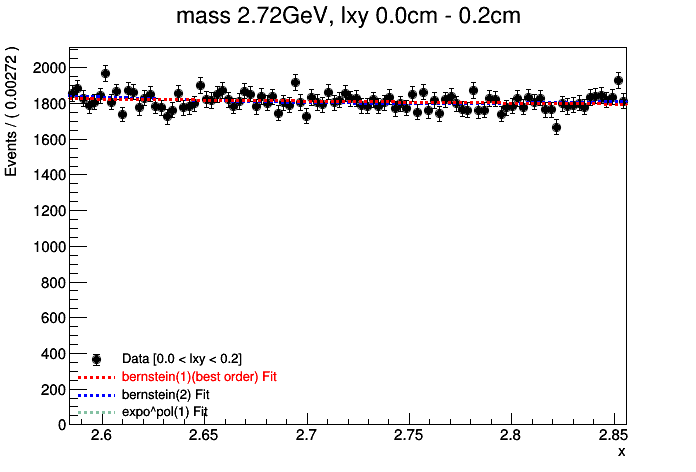 mass 2.72GeV, lxy 0.0cm - 0.2cm
Events / ( 0.00272 )
2000
1800
1600
1400
1200
1000
800
600
400
200
0
Data [0.0 < lxy < 0.2]
bernstein(1)(best order) Fit
bernstein(2) Fit
expo^pol(1) Fit
2.6 2.65 2.7 2.75 2.8 2.85
x